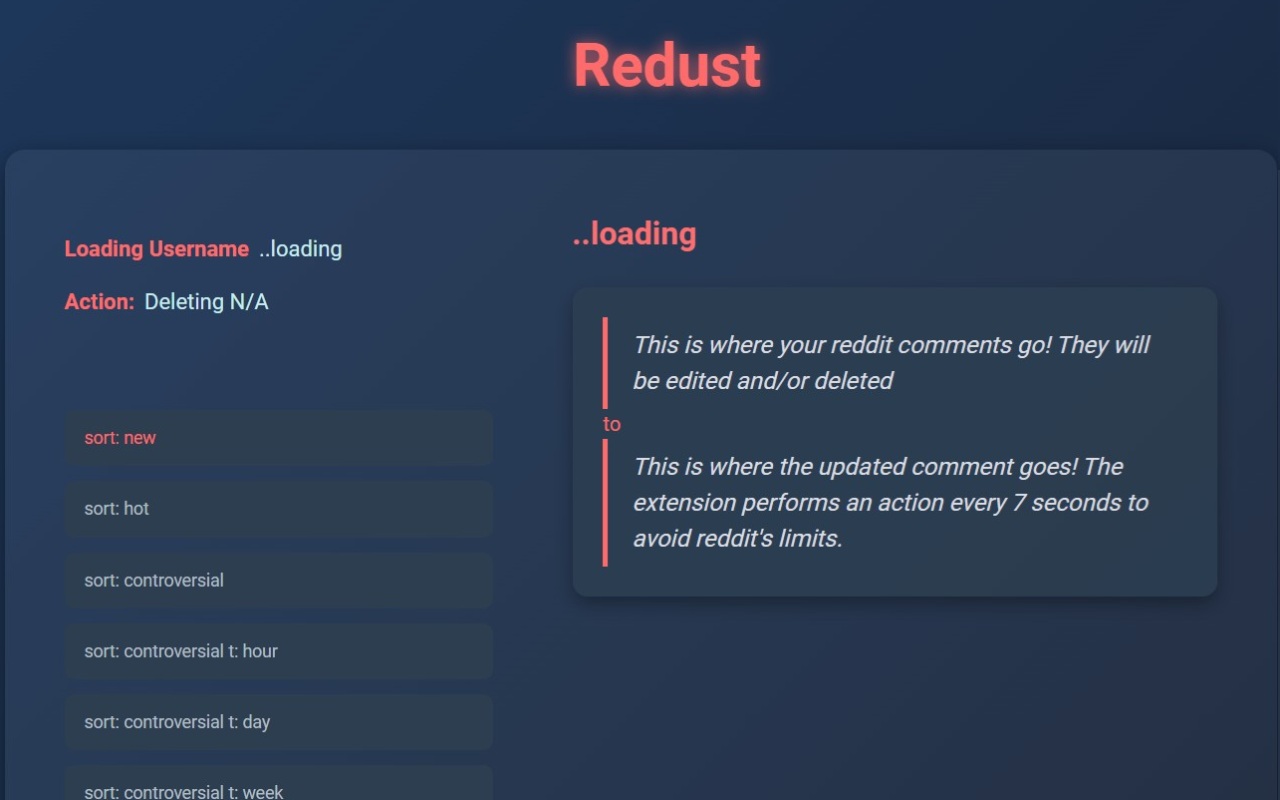 Redust
Loading Username ..loading
Action: Deleting N/A
sort: new
sort: hot
sort: controversial
sort: controversial t: hour
sort: controversial t: day
sort: controversial t: week
..loading
This is where your reddit comments go! They will
be edited and/or deleted
to
This is where the updated comment goes! The
extension performs an action every 7 seconds to
avoid reddit's limits.